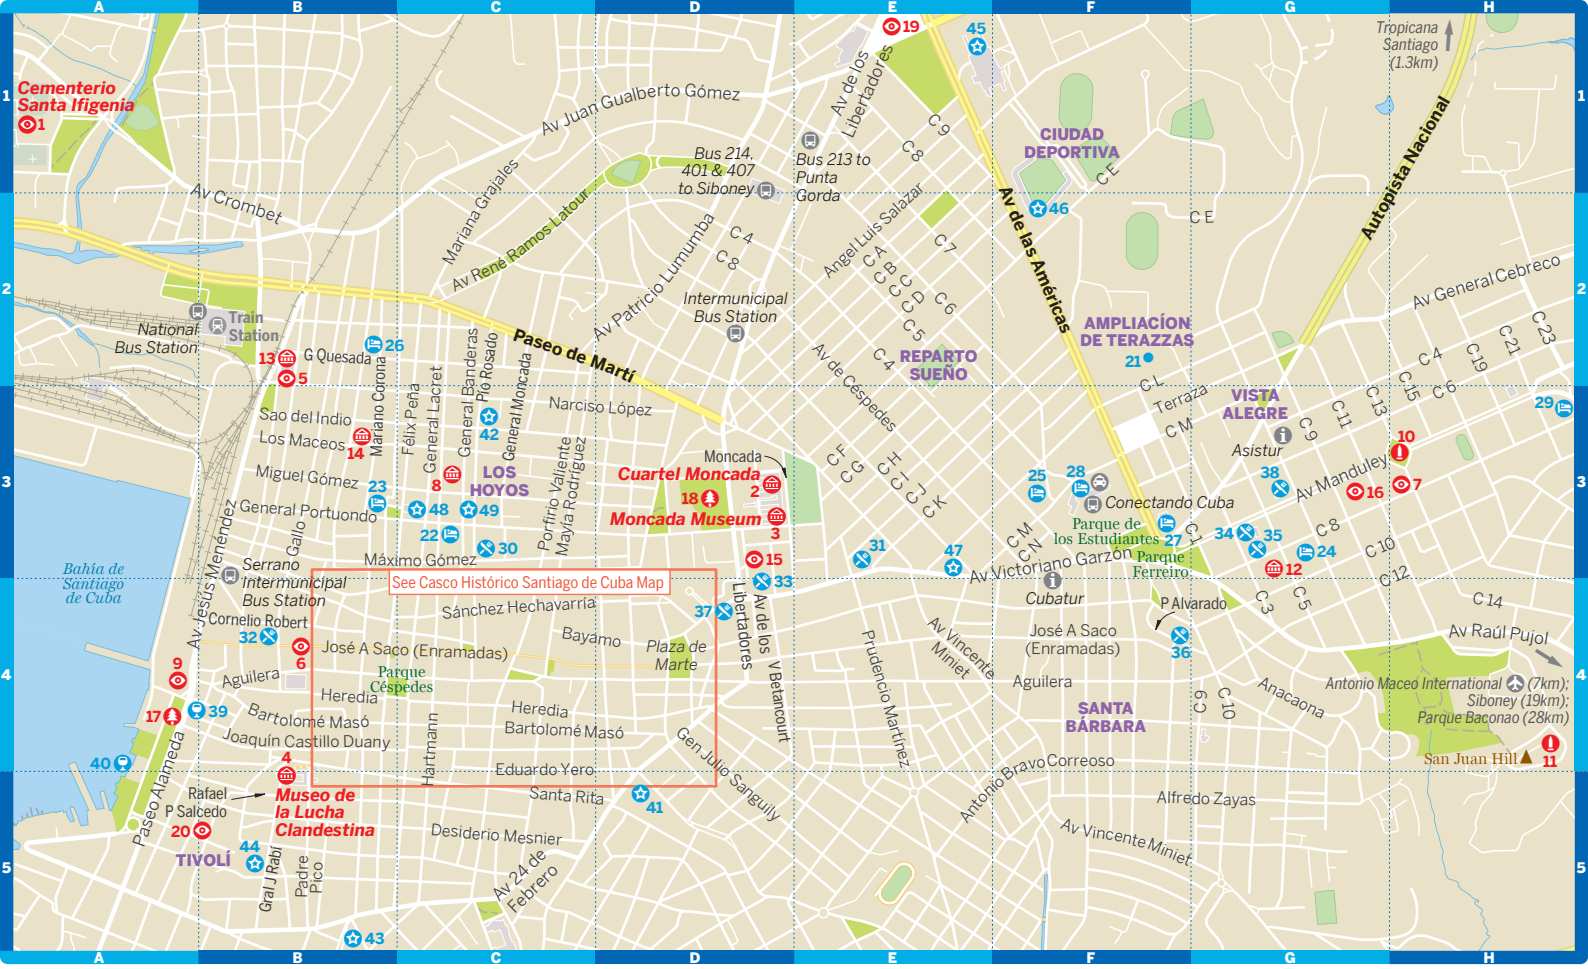 A
B
C
D
E
F
G
H
1
2
3
4
5
1
2
3
4
5
A
B
C
D
E
F
G
H
Cementerio
Santa Ifigenia
1
Av Crombet
Av Juan Gualberto Gómez
Mariana Grajales
Av René Ramos Latour
Bus 214,
401 & 407
to Siboney
Bus 213 to
Punta
Gorda
Av de los
Libertadores
19
45
C 9
C 8
Angel Luis Salazar
C 7
C A
C B
C C
C D
C 6
C 5
C 4
CIUDAD
DEPORTIVA
C E
46
C E
Av de las Américas
Tropicana
Santiago
(1.3km)
Autopista Nacional
Av General Cebreco
C 23
C 21
C 19
C 4
C 6
C 15
C 13
C 11
C 9
29
National
Bus Station
Train
Station
13
5
G Quesada
26
Paseo de Martí
Av Patricio Lumumba
C 4
C 8
Intermunicipal
Bus Station
REPARTO
SUEÑO
Av de Céspedes
AMPLIACÍON
DE TERAZZAS
21
C L
Terraza
C M
VISTA
ALEGRE
Asistur
Sao del Indio
Los Maceos
14
Mariano Corona
Félix Peña
General Lacret
General Banderas
Pío Rosado
General Moncada
42
Narciso López
Miguel Gómez
23
8
LOS
HOYOS
General Portuondo
48
49
22
30
Porfirio Valiente
Mayía Rodríguez
Máximo Gómez
Gallo
Av Jesús Menéndez
Moncada
Cuartel Moncada
2
18
Moncada Museum
3
15
33
31
47
C F
C G
C H
C I
C J
C K
C M
C N
25
28
Conectando Cuba
Parque de
los Estudiantes
27
C 1
Parque
Ferreiro
Av Victoriano Garzón
Cubatur
38
Av Manduley
10
16
7
34
35
24
12
C 8
C 10
C 12
C 14
C 3
C 5
Bahía de
Santiago
de Cuba
Serrano
Intermunicipal
Bus Station
See Casco Histórico Santiago de Cuba Map
Cornelio Robert
32
6
Sánchez Hechavarría
José A Saco (Enramadas)
Bayamo
Plaza de
Marte
37
Av de los
Libertadores
V Betancourt
Prudencio Martínez
Av Vincente
Miniet
José A Saco
(Enramadas)
Aguilera
P Alvarado
36
Av Raúl Pujol
Antonio Maceo International (7km);
Siboney (19km);
Parque Baconao (28km)
San Juan Hill
11
9
17
39
40
Aguilera
Parque
Céspedes
Heredia
Bartolomé Masó
Joaquín Castillo Duany
Heredia
Bartolomé Masó
Hartmann
Eduardo Yero
Santa Rita
41
Gen Julio Sanguily
SANTA
BÁRBARA
C 9
C 10
Anacaona
Antonio Bravo Correoso
Alfredo Zayas
Av Vincente Miniet
4
Museo de
la Lucha
Clandestina
Rafael
P Salcedo
20
Paseo Alameda
TIVOLÍ
44
Gral J Rabí
Padre
Pico
Desiderio Mesnier
Av 24 de
Febrero
43